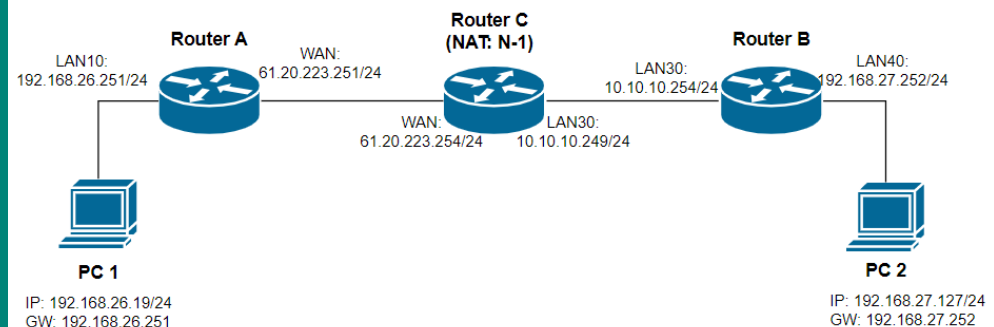 Router A
LAN10:
192.168.26.251/24
WAN:
61.20.223.251/24
Router C
(NAT: N-1)
WAN:
61.20.223.254/24
LAN30:
10.10.10.249/24
Router B
LAN30:
10.10.10.254/24
LAN40:
192.168.27.252/24
PC 1
IP: 192.168.26.19/24
GW: 192.168.26.251
PC 2
IP: 192.168.27.127/24
GW: 192.168.27.252